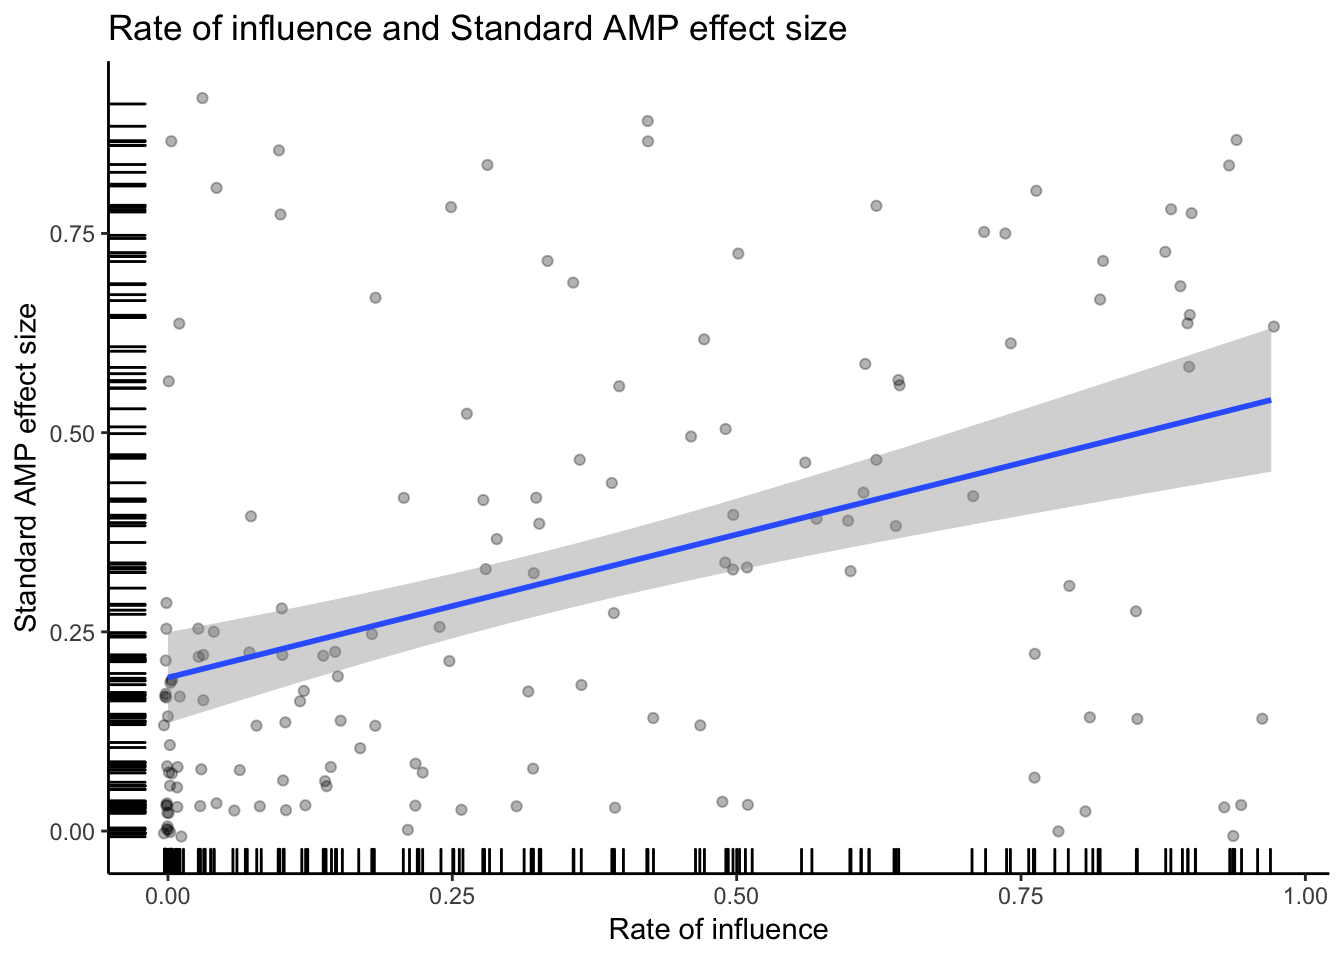 Rate of influence and Standard AMP effect size
Standard AMP effect size
0.75
0.50
0.25
0.00
0.00 0.25 0.50 0.75 1.00
Rate of influence